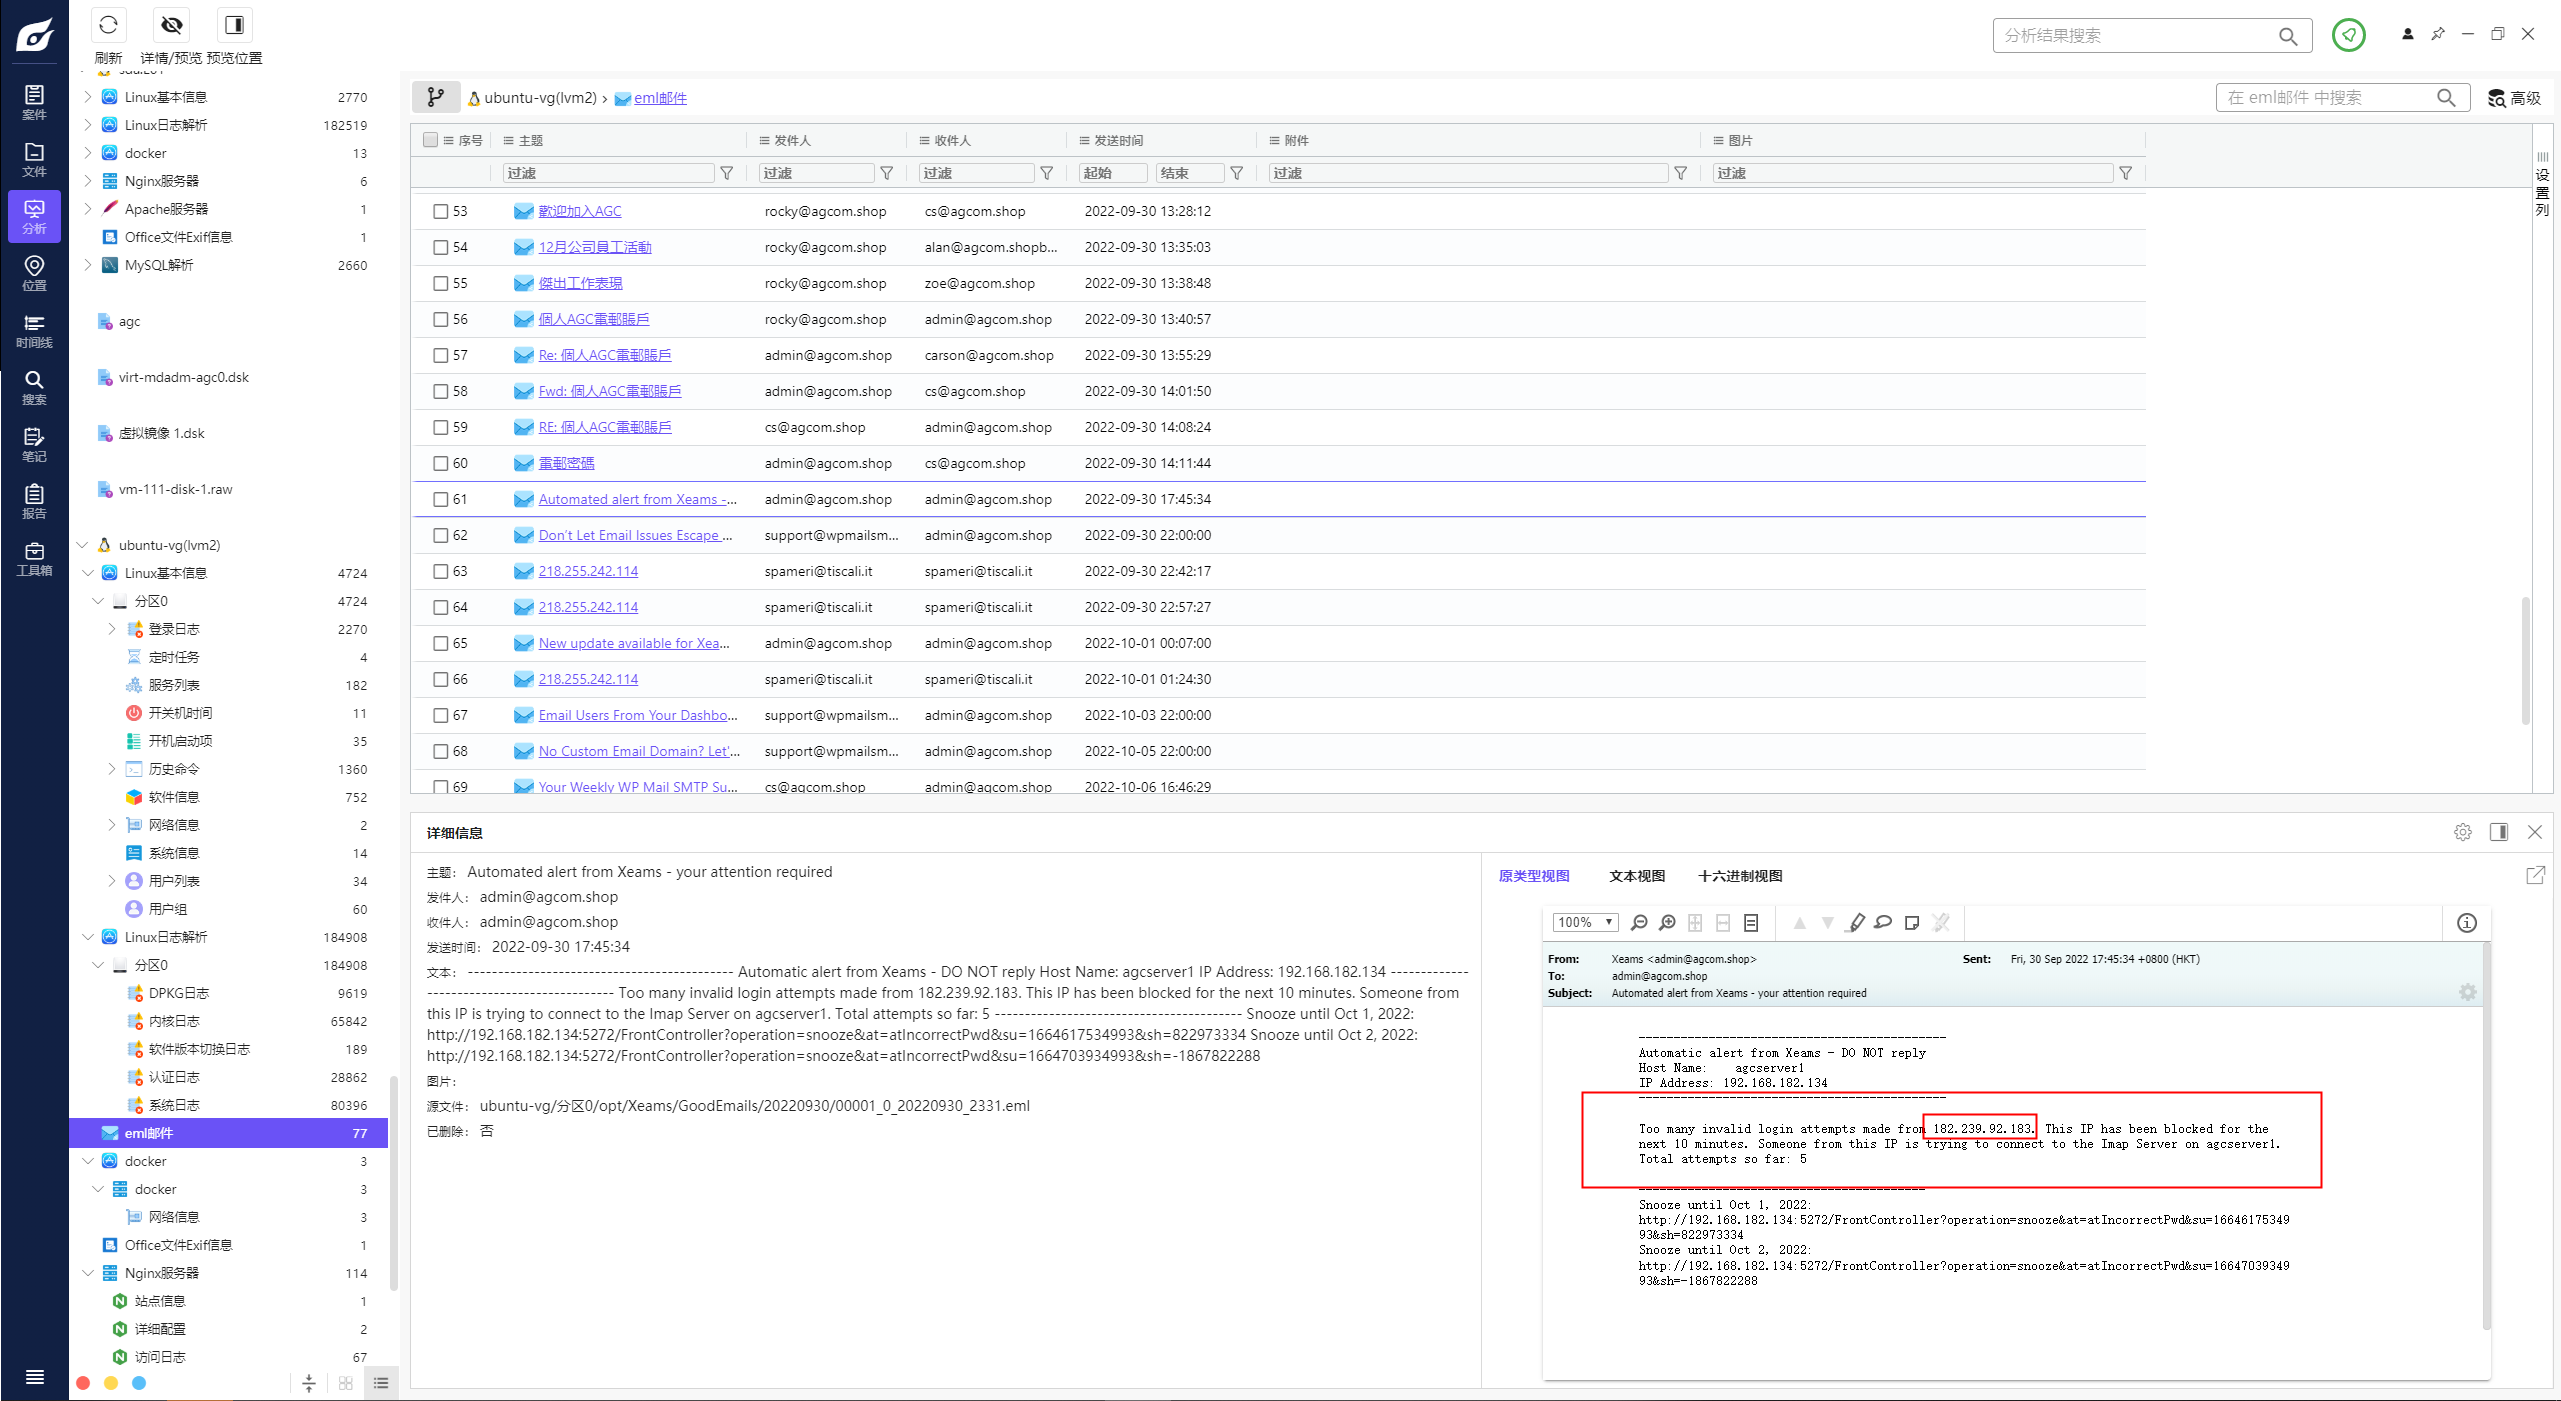 刷新
详情/预览
预览位置
分析结果搜索
案件
文件
分析
位置
时间线
搜索
笔记
报告
工具箱
Linux基本信息 2770
Linux日志解析 182519
docker 13
Nginx服务器 6
Apache服务器 1
Office文件Exif信息 1
MySQL解析 2660
agc
virt-mdadm-agc0.dsk
虚拟镜像 1.dsk
vm-111-disk-1.raw
ubuntu-vg(lvm2)
Linux基本信息 4724
分区0 4724
登录日志 2270
定时任务 4
服务列表 182
开关机时间 11
开机启动项 35
历史命令 1360
软件信息 752
网络信息 2
系统信息 14
用户列表 34
用户组 60
Linux日志解析 184908
分区0 184908
DPKG日志 9619
内核日志 65842
软件版本切换日志 189
认证日志 28862
系统日志 80396
eml邮件 77
docker 3
docker 3
网络信息 3
Office文件Exif信息 1
Nginx服务器 114
站点信息 1
详细配置 2
访问日志 67
ubuntu-vg(lvm2) › eml邮件
在 eml邮件 中搜索
高级
序号 主题 发件人 收件人 发送时间 附件 图片
过滤 过滤 过滤 起始 结束 过滤 过滤
设置列
53 歡迎加入AGC rocky@agcom.shop cs@agcom.shop 2022-09-30 13:28:12
54 12月公司員工活動 rocky@agcom.shop alan@agcom.shopb... 2022-09-30 13:35:03
55 傑出工作表現 rocky@agcom.shop zoe@agcom.shop 2022-09-30 13:38:48
56 個人AGC電郵賬戶 rocky@agcom.shop admin@agcom.shop 2022-09-30 13:40:57
57 Re: 個人AGC電郵賬戶 admin@agcom.shop carson@agcom.shop 2022-09-30 13:55:29
58 Fwd: 個人AGC電郵賬戶 admin@agcom.shop cs@agcom.shop 2022-09-30 14:01:50
59 RE: 個人AGC電郵賬戶 cs@agcom.shop admin@agcom.shop 2022-09-30 14:08:24
60 電郵密碼 admin@agcom.shop cs@agcom.shop 2022-09-30 14:11:44
61 Automated alert from Xeams -... admin@agcom.shop admin@agcom.shop 2022-09-30 17:45:34
62 Don't Let Email Issues Escape ... support@wpmailsm... admin@agcom.shop 2022-09-30 22:00:00
63 218.255.242.114 spameri@tiscali.it spameri@tiscali.it 2022-09-30 22:42:17
64 218.255.242.114 spameri@tiscali.it spameri@tiscali.it 2022-09-30 22:57:27
65 New update available for Xea... admin@agcom.shop admin@agcom.shop 2022-10-01 00:07:00
66 218.255.242.114 spameri@tiscali.it spameri@tiscali.it 2022-10-01 01:24:30
67 Email Users From Your Dashbo... support@wpmailsm... admin@agcom.shop 2022-10-03 22:00:00
68 No Custom Email Domain? Let'... support@wpmailsm... admin@agcom.shop 2022-10-05 22:00:00
69 Your Weekly WP Mail SMTP Su... cs@agcom.shop admin@agcom.shop 2022-10-06 16:46:29
详细信息
主题： Automated alert from Xeams - your attention required
发件人： admin@agcom.shop
收件人： admin@agcom.shop
发送时间： 2022-09-30 17:45:34
文本： -------------------------------------------- Automatic alert from Xeams - DO NOT reply Host Name: agcserver1 IP Address: 192.168.182.134 -------------
------------------------------- Too many invalid login attempts made from 182.239.92.183. This IP has been blocked for the next 10 minutes. Someone from
this IP is trying to connect to the Imap Server on agcserver1. Total attempts so far: 5 ----------------------------------------- Snooze until Oct 1, 2022:
http://192.168.182.134:5272/FrontController?operation=snooze&at=atIncorrectPwd&su=1664617534993&sh=822973334 Snooze until Oct 2, 2022:
http://192.168.182.134:5272/FrontController?operation=snooze&at=atIncorrectPwd&su=1664703934993&sh=-1867822288
图片：
源文件： ubuntu-vg/分区0/opt/Xeams/GoodEmails/20220930/00001_0_20220930_2331.eml
已删除： 否
原类型视图 文本视图 十六进制视图
100%
From: Xeams <admin@agcom.shop> Sent: Fri, 30 Sep 2022 17:45:34 +0800 (HKT)
To: admin@agcom.shop
Subject: Automated alert from Xeams - your attention required
--------------------------------------------
Automatic alert from Xeams - DO NOT reply
Host Name: agcserver1
IP Address: 192.168.182.134
--------------------------------------------
Too many invalid login attempts made from 182.239.92.183. This IP has been blocked for the
next 10 minutes. Someone from this IP is trying to connect to the Imap Server on agcserver1.
Total attempts so far: 5
-----------------------------------------
Snooze until Oct 1, 2022:
http://192.168.182.134:5272/FrontController?operation=snooze&at=atIncorrectPwd&su=16646175349
93&sh=822973334
Snooze until Oct 2, 2022:
http://192.168.182.134:5272/FrontController?operation=snooze&at=atIncorrectPwd&su=16647039349
93&sh=-1867822288